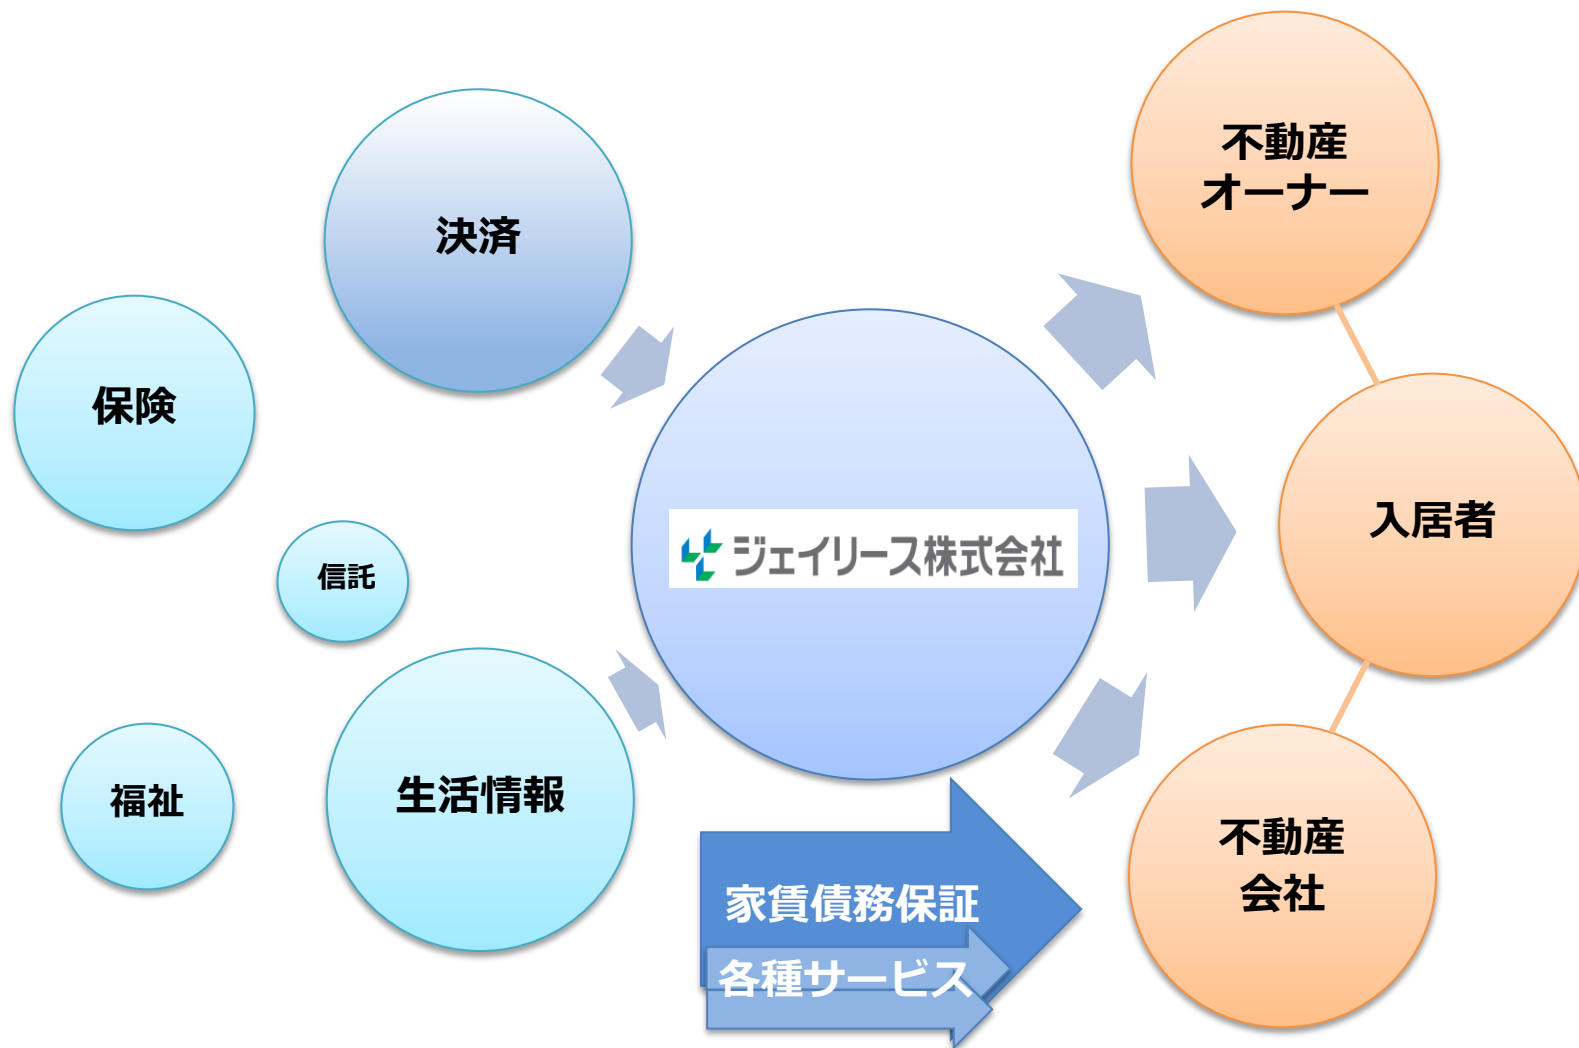 決済
保険
信託
福祉
生活情報
ジェイリース株式会社
家賃債務保証
各種サービス
不動産
オーナー
入居者
不動産
会社